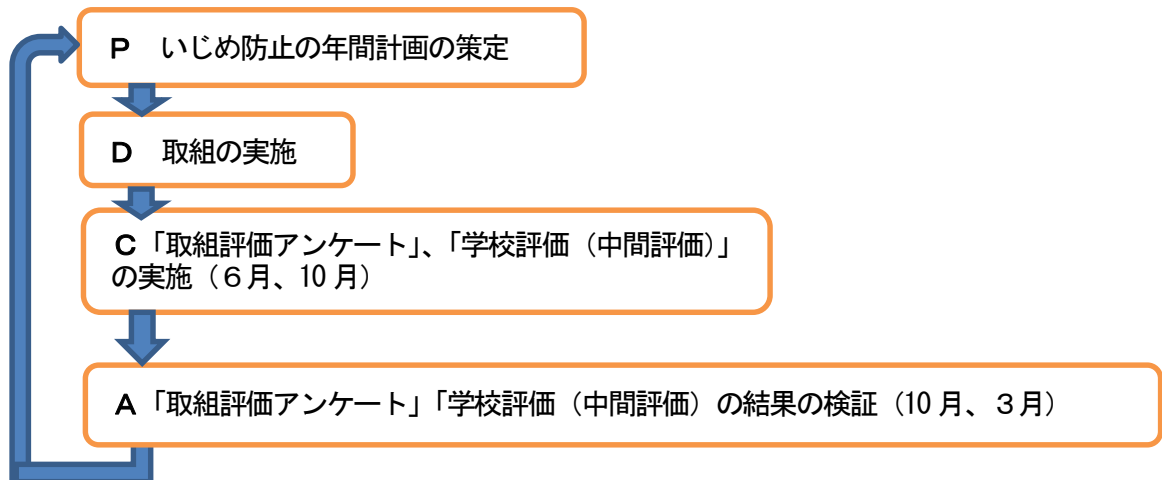 P　いじめ防止の年間計画の策定
D　取組の実施
C「取組評価アンケート」、「学校評価（中間評価）」
の実施（６月、10 月）
A「取組評価アンケート」「学校評価（中間評価）の結果の検証（10 月、３月）